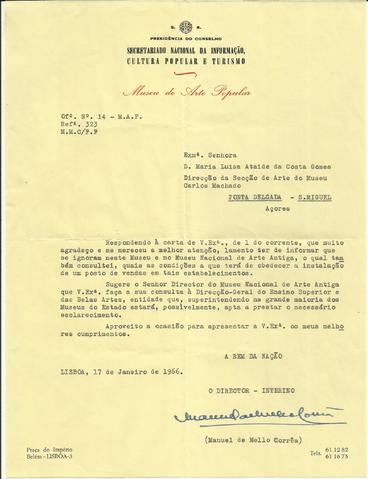 S. R.
PRESIDÊNCIA DO CONSELHO
SECRETARIADO NACIONAL DA INFORMAÇÃO,
CULTURA POPULAR E TURISMO
Museu de Arte Popular
Ofº. Nº. 14 - M.A.P.
Refª. 323
M.M.C/F.P
Exmª. Senhora
D. Maria Luisa Ataide da Costa Gomes
Direcção da Secção de Arte do Museu
Carlos Machado
PONTA DELGADA - S.MIGUEL
Açores
Respondendo à carta de V.Exª., de 1 do corrente, que muito
agradeço e me mereceu a melhor atenção, lamento ter de informar que
se ignoram neste Museu e no Museu Nacional de Arte Antiga, o qual tam
bém consultei, quais as condições a que terá de obedecer a instalação
de um posto de vendas em tais estabelecimentos.
Sugere o Senhor Director do Museu Nacional de Arte Antiga
que V.Exª. faça a sua consulta à Direcção-Geral do Ensino Superior e
das Belas Artes, entidade que, superintendendo na grande maioria dos
Museus do Estado estará, possivelmente, apta a prestar o necessário
esclarecimento.
Aproveito a ocasião para apresentar a V.Exª. os meus melho
res cumprimentos.
A BEM DA NAÇÃO
LISBOA, 17 de Janeiro de 1966.
O DIRECTOR - INTERINO
Manuel de Mello Corrêa
(Manuel de Mello Corrêa)
Praça do Império
Belém-LISBOA-3
Tels. 61 12 82
61 16 75